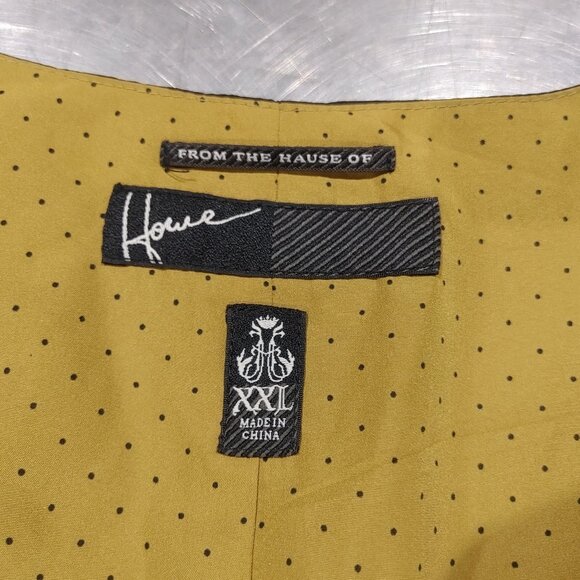 FROM THE HAUSE OF
Howe
XXL
MADE IN
CHINA